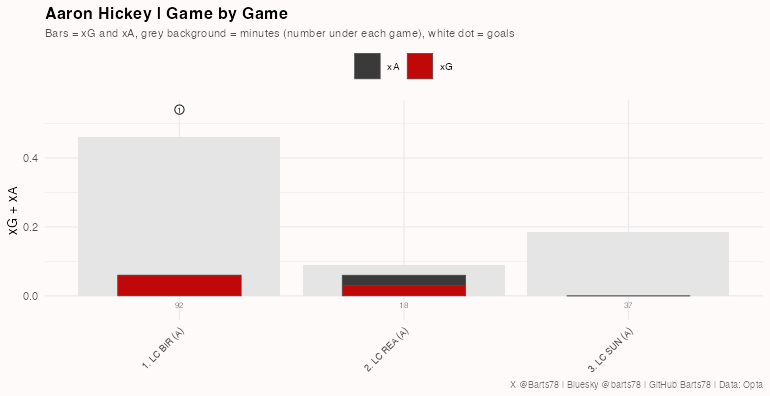 Aaron Hickey | Game by Game
Bars = xG and xA, grey background = minutes (number under each game), white dot = goals
xA xG
1
xG + xA
0.4
0.2
0.0
92 18 37
1. LC BIR (A) 2. LC REA (A) 3. LC SUN (A)
X @Barts78 | Bluesky @barts78 | GitHub Barts78 | Data: Opta